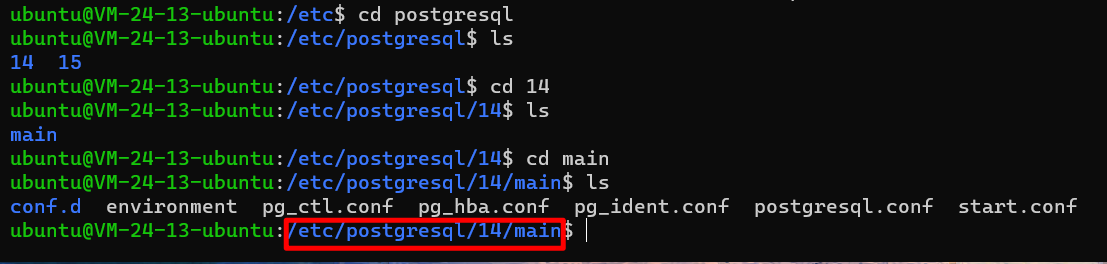 ubuntu@VM-24-13-ubuntu:/etc$ cd postgresql
ubuntu@VM-24-13-ubuntu:/etc/postgresql$ ls
14  15
ubuntu@VM-24-13-ubuntu:/etc/postgresql$ cd 14
ubuntu@VM-24-13-ubuntu:/etc/postgresql/14$ ls
main
ubuntu@VM-24-13-ubuntu:/etc/postgresql/14$ cd main
ubuntu@VM-24-13-ubuntu:/etc/postgresql/14/main$ ls
conf.d  environment  pg_ctl.conf  pg_hba.conf  pg_ident.conf  postgresql.conf  start.conf
ubuntu@VM-24-13-ubuntu:/etc/postgresql/14/main$